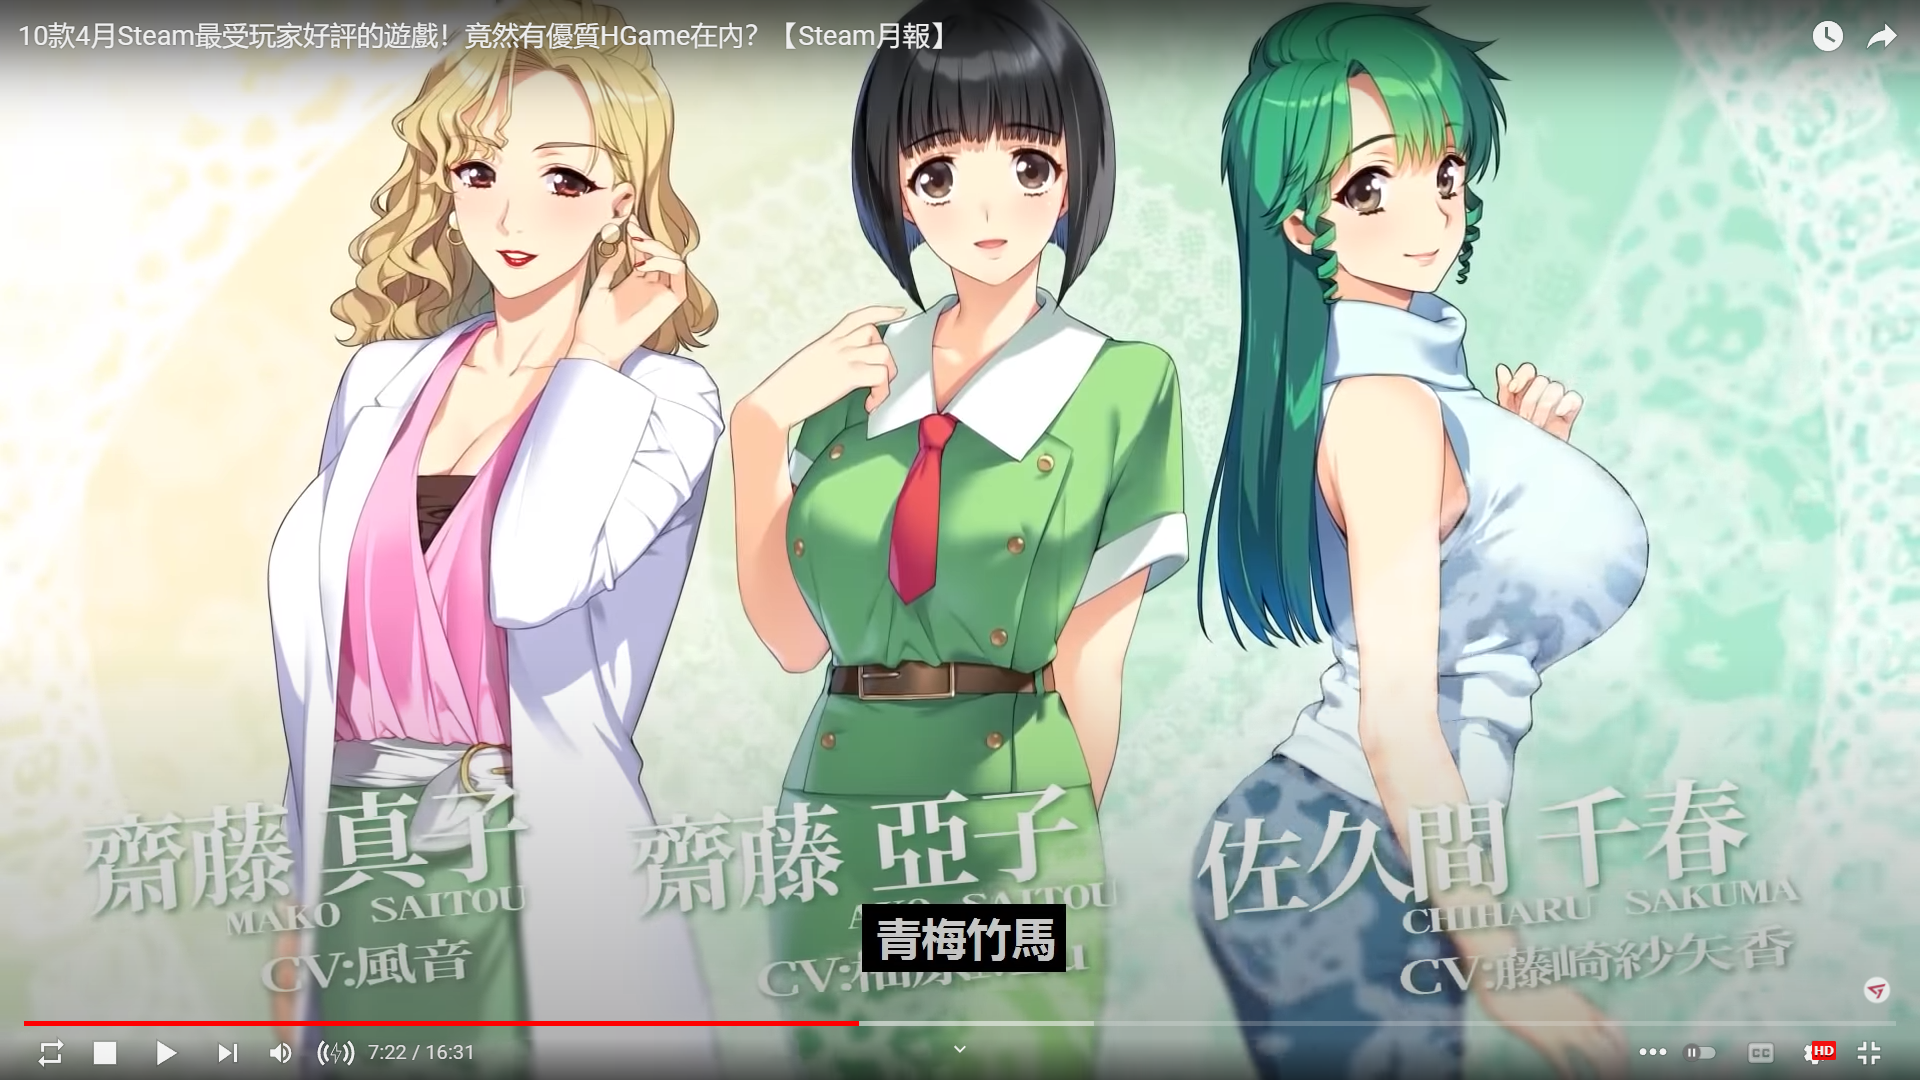 10款4月Steam最受玩家好評的遊戲！竟然有優質HGame在內？【Steam月報】
齋藤 真子
MAKO SAITOU
CV:風音
齋藤 亞子
SAITOU
CV:
青梅竹馬
佐久間 千春
CHIHARU SAKUMA
CV:藤崎紗矢香
7:22 / 16:31
CC
HD